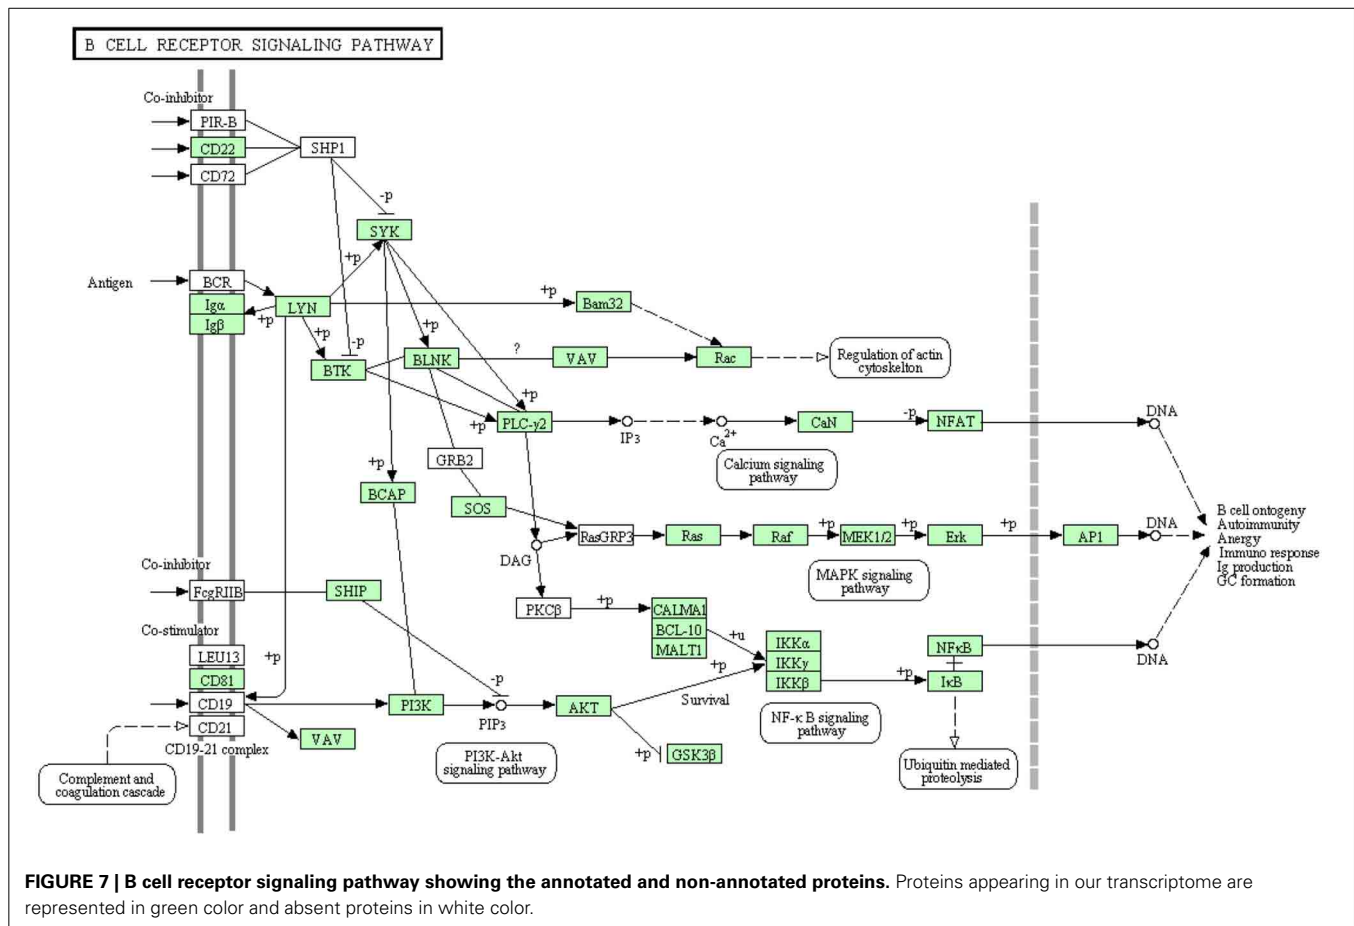 B CELL RECEPTOR SIGNALING PATHWAY
Co-inhibitor
PIR-B
CD22
SHP1
CD72
-p
SYK
+p
Antigen
BCR
Igα
Igβ
+p
LYN
+p
Bam32
+p
-p
+p
BTK
BLNK
?
VAV
Rac
Regulation of actin
cytoskelton
+p
+p
PLC-γ2
IP3
Ca2+
CaN
-p
NFAT
DNA
Calcium signaling
pathway
GRB2
+p
BCAP
SOS
DAG
RasGRP3
Ras
Raf
+p
MEK1/2
+p
Erk
+p
AP1
DNA
B cell ontogeny
Autoimmunity
Anergy
Immuno response
Ig production
GC formation
MAPK signaling
pathway
Co-inhibitor
FcgRIIB
SHIP
PKCβ
+p
CALMA1
BCL-10
MALT1
+u
IKKα
IKKγ
IKKβ
+p
NFκB
IκB
DNA
Co-stimulator
LEU13
CD81
CD19
CD21
CD19-21 complex
+p
VAV
PI3K
-p
PIP3
AKT
+p
Survival
+p
GSK3β
PI3K-Akt
signaling pathway
NF-κ B signaling
pathway
Ubiquitin mediated
proteolysis
Complement and
coagulation cascade
FIGURE 7 | B cell receptor signaling pathway showing the annotated and non-annotated proteins. Proteins appearing in our transcriptome are
represented in green color and absent proteins in white color.